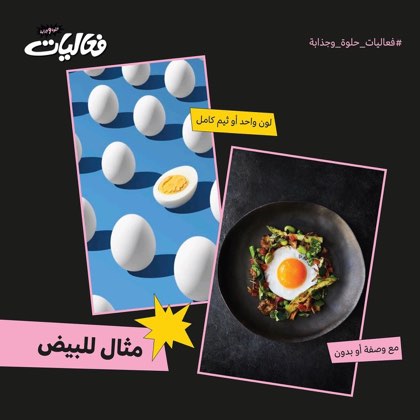 فعاليات
#فعاليات_حلوة_وجذابة
لون واحد أو ثيم كامل
مع وصفة أو بدون
مثال للبيض